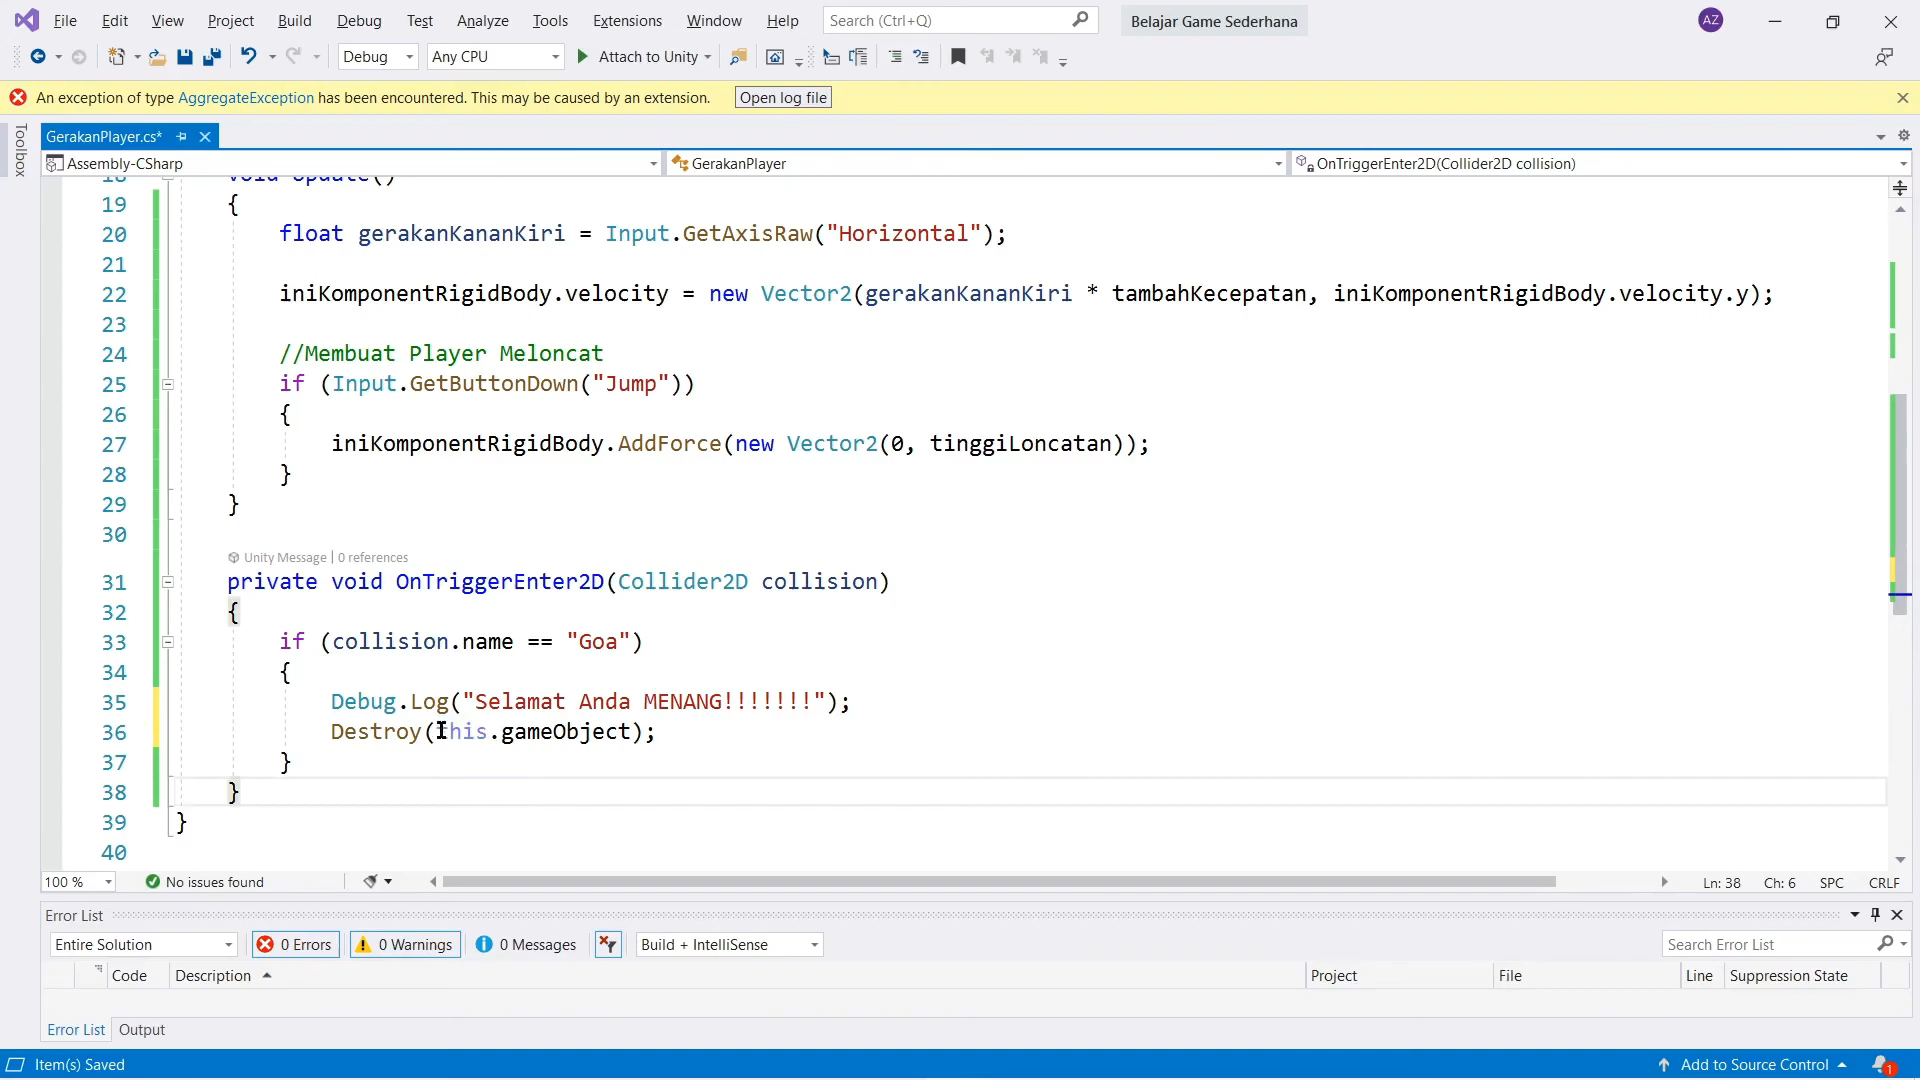 File Edit View Project Build Debug Test Analyze Tools Extensions Window Help Search (Ctrl+Q) Belajar Game Sederhana AZ
Debug Any CPU Attach to Unity
An exception of type AggregateException has been encountered. This may be caused by an extension. Open log file
Toolbox
GerakanPlayer.cs*
Assembly-CSharp GerakanPlayer OnTriggerEnter2D(Collider2D collision)
18 void Update()
19 {
20 float gerakanKananKiri = Input.GetAxisRaw("Horizontal");
21
22 iniKomponentRigidBody.velocity = new Vector2(gerakanKananKiri * tambahKecepatan, iniKomponentRigidBody.velocity.y);
23
24 //Membuat Player Meloncat
25 if (Input.GetButtonDown("Jump"))
26 {
27 iniKomponentRigidBody.AddForce(new Vector2(0, tinggiLoncatan));
28 }
29 }
30
Unity Message | 0 references
31 private void OnTriggerEnter2D(Collider2D collision)
32 {
33 if (collision.name == "Goa")
34 {
35 Debug.Log("Selamat Anda MENANG!!!!!!!");
36 Destroy(this.gameObject);
37 }
38 }
39 }
40
100 % No issues found Ln: 38 Ch: 6 SPC CRLF
Error List
Entire Solution 0 Errors 0 Warnings 0 Messages Build + IntelliSense Search Error List
Code Description Project File Line Suppression State
Error List Output
Item(s) Saved Add to Source Control 1